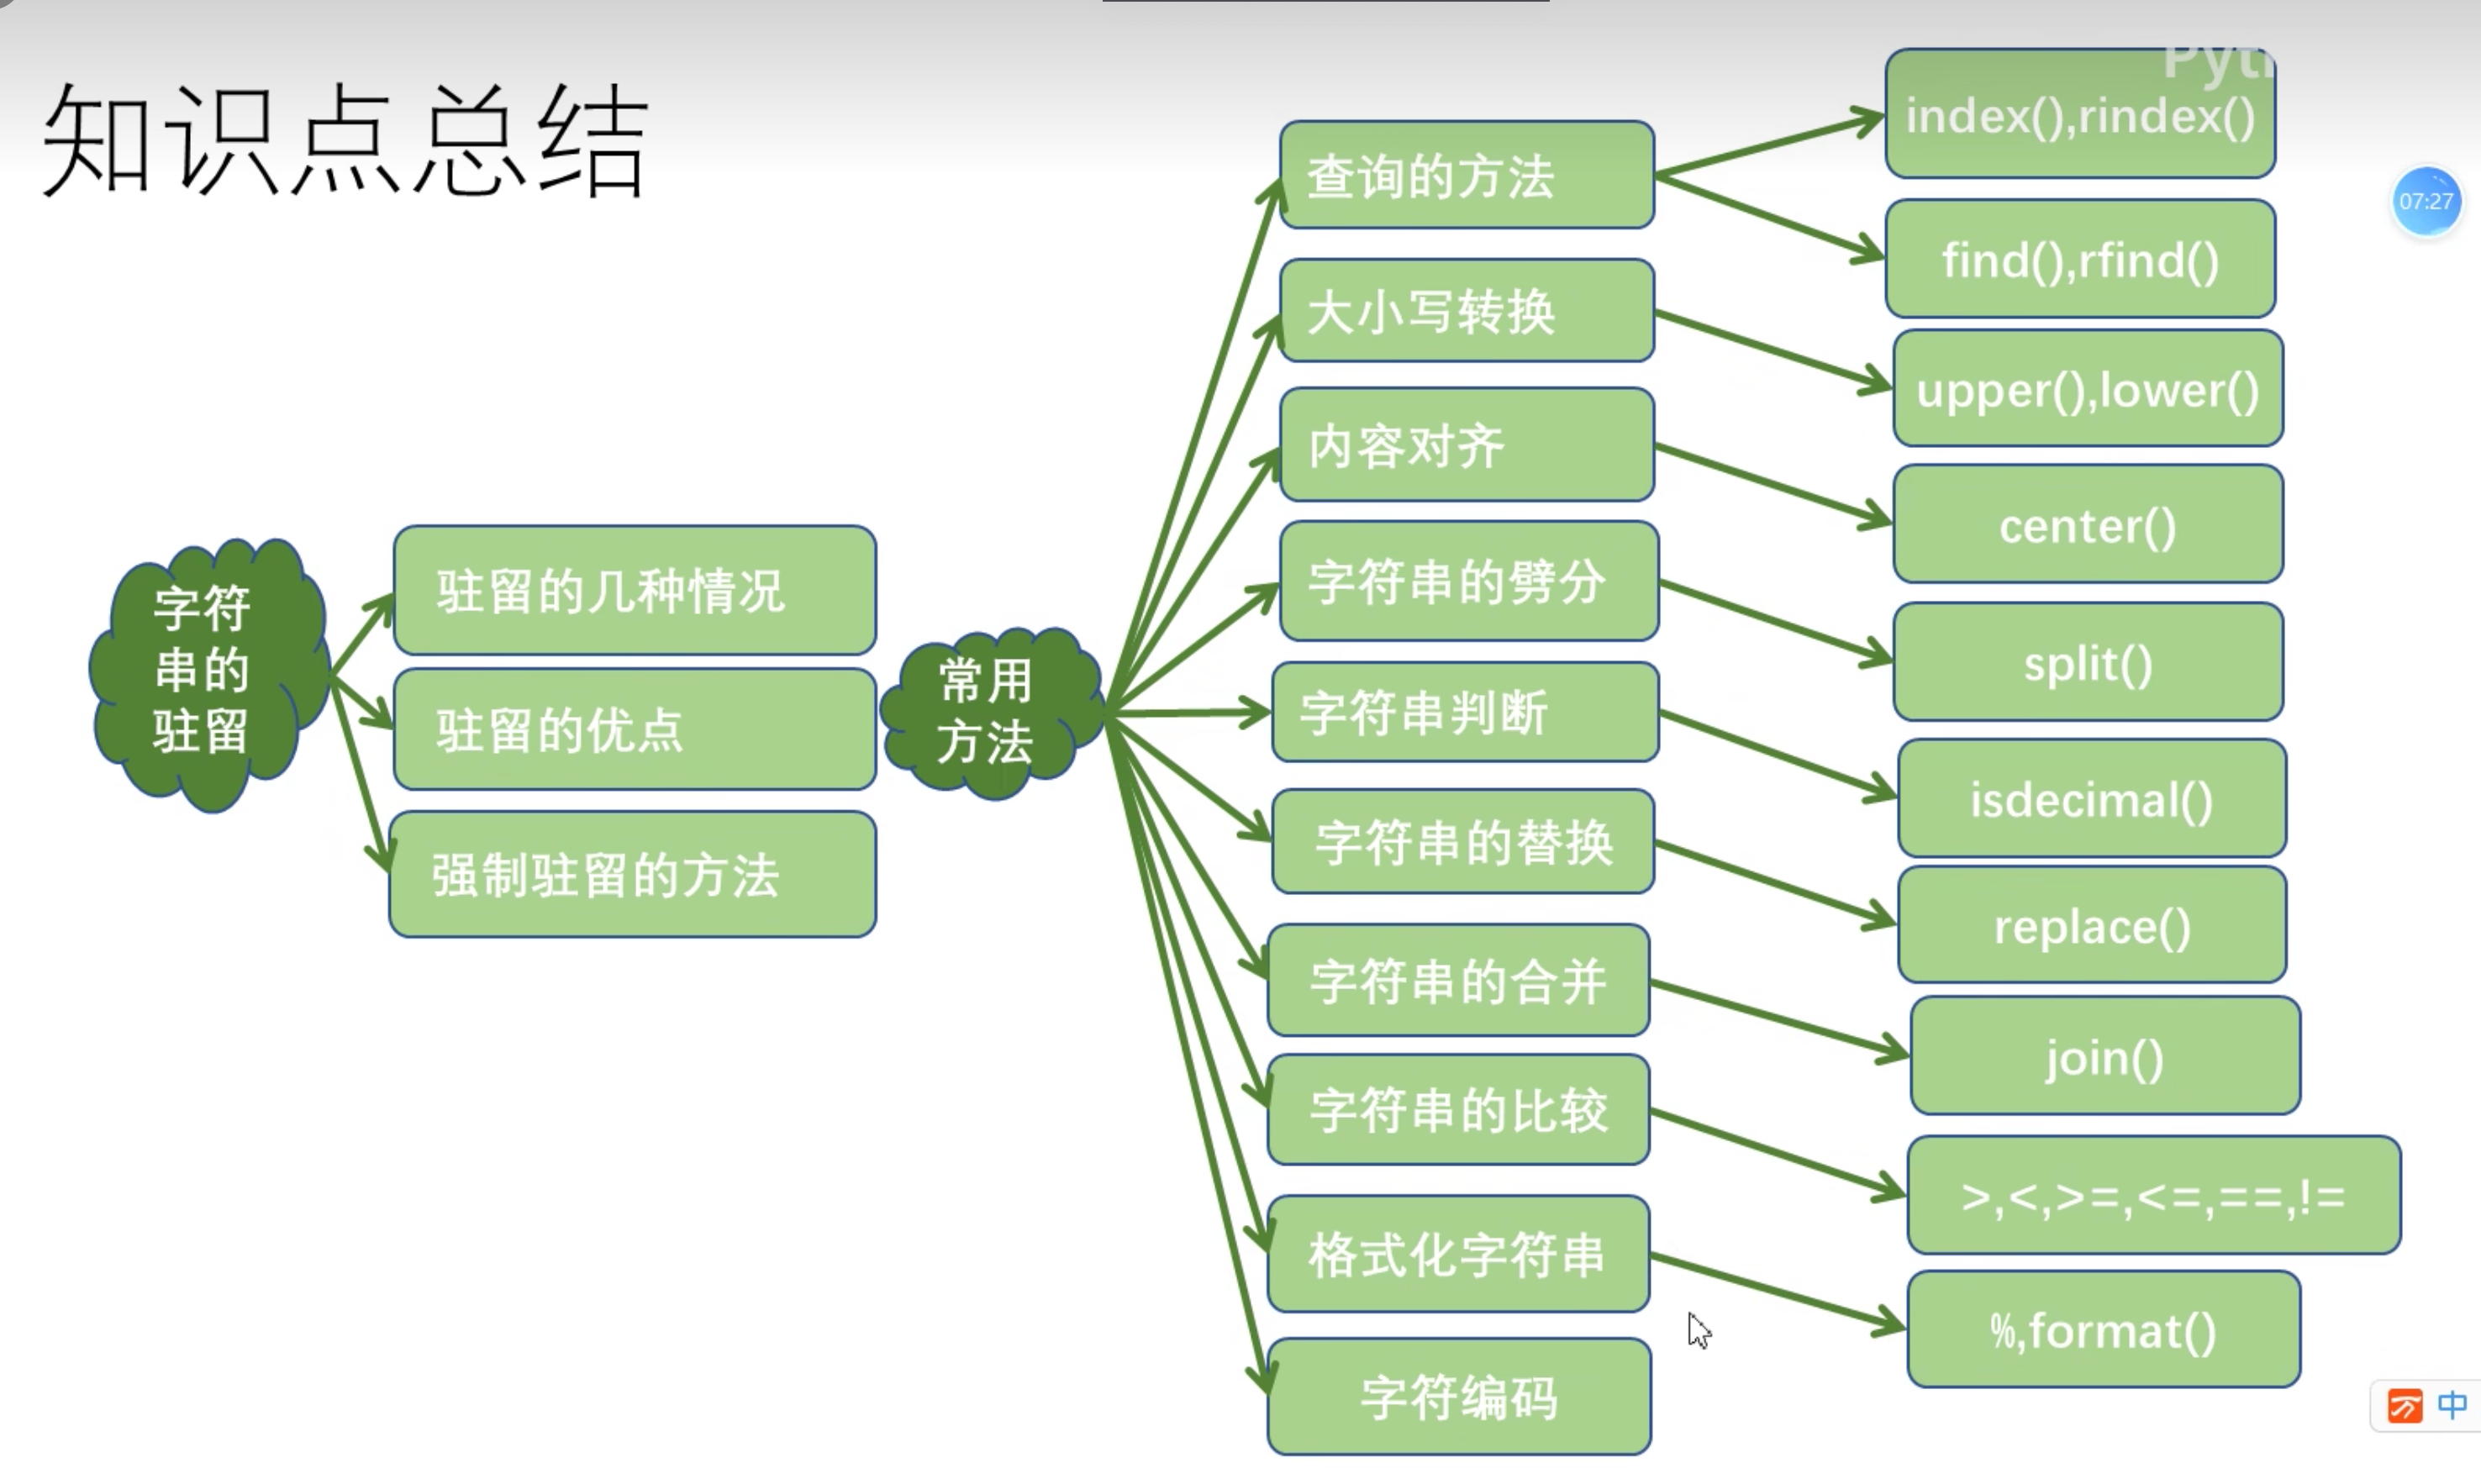 知识点总结
字符
串的
驻留
驻留的几种情况
驻留的优点
强制驻留的方法
常用
方法
查询的方法
大小写转换
内容对齐
字符串的劈分
字符串判断
字符串的替换
字符串的合并
字符串的比较
格式化字符串
字符编码
index(),rindex()
find(),rfind()
upper(),lower()
center()
split()
isdecimal()
replace()
join()
>,<,>=,<=,==,!=
%,format()
07:27
中